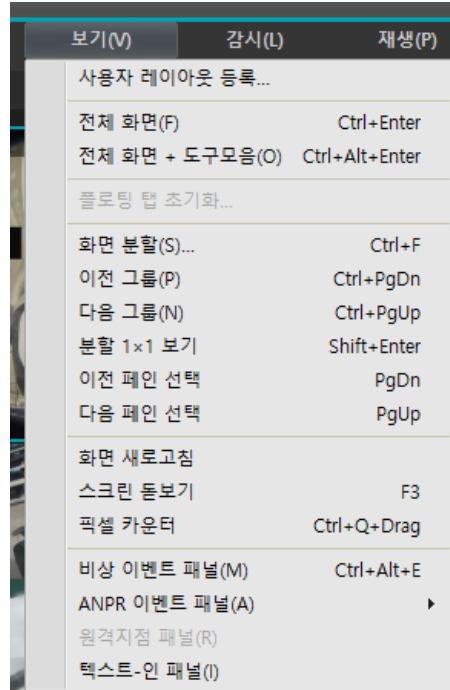 보기(V) 감시(L) 재생(P)
사용자 레이아웃 등록...
전체 화면(F) Ctrl+Enter
전체 화면 + 도구모음(O) Ctrl+Alt+Enter
플로팅 탭 초기화...
화면 분할(S)... Ctrl+F
이전 그룹(P) Ctrl+PgDn
다음 그룹(N) Ctrl+PgUp
분할 1×1 보기 Shift+Enter
이전 페인 선택 PgDn
다음 페인 선택 PgUp
화면 새로고침
스크린 돋보기 F3
픽셀 카운터 Ctrl+Q+Drag
비상 이벤트 패널(M) Ctrl+Alt+E
ANPR 이벤트 패널(A)
원격지점 패널(R)
텍스트-인 패널(I)